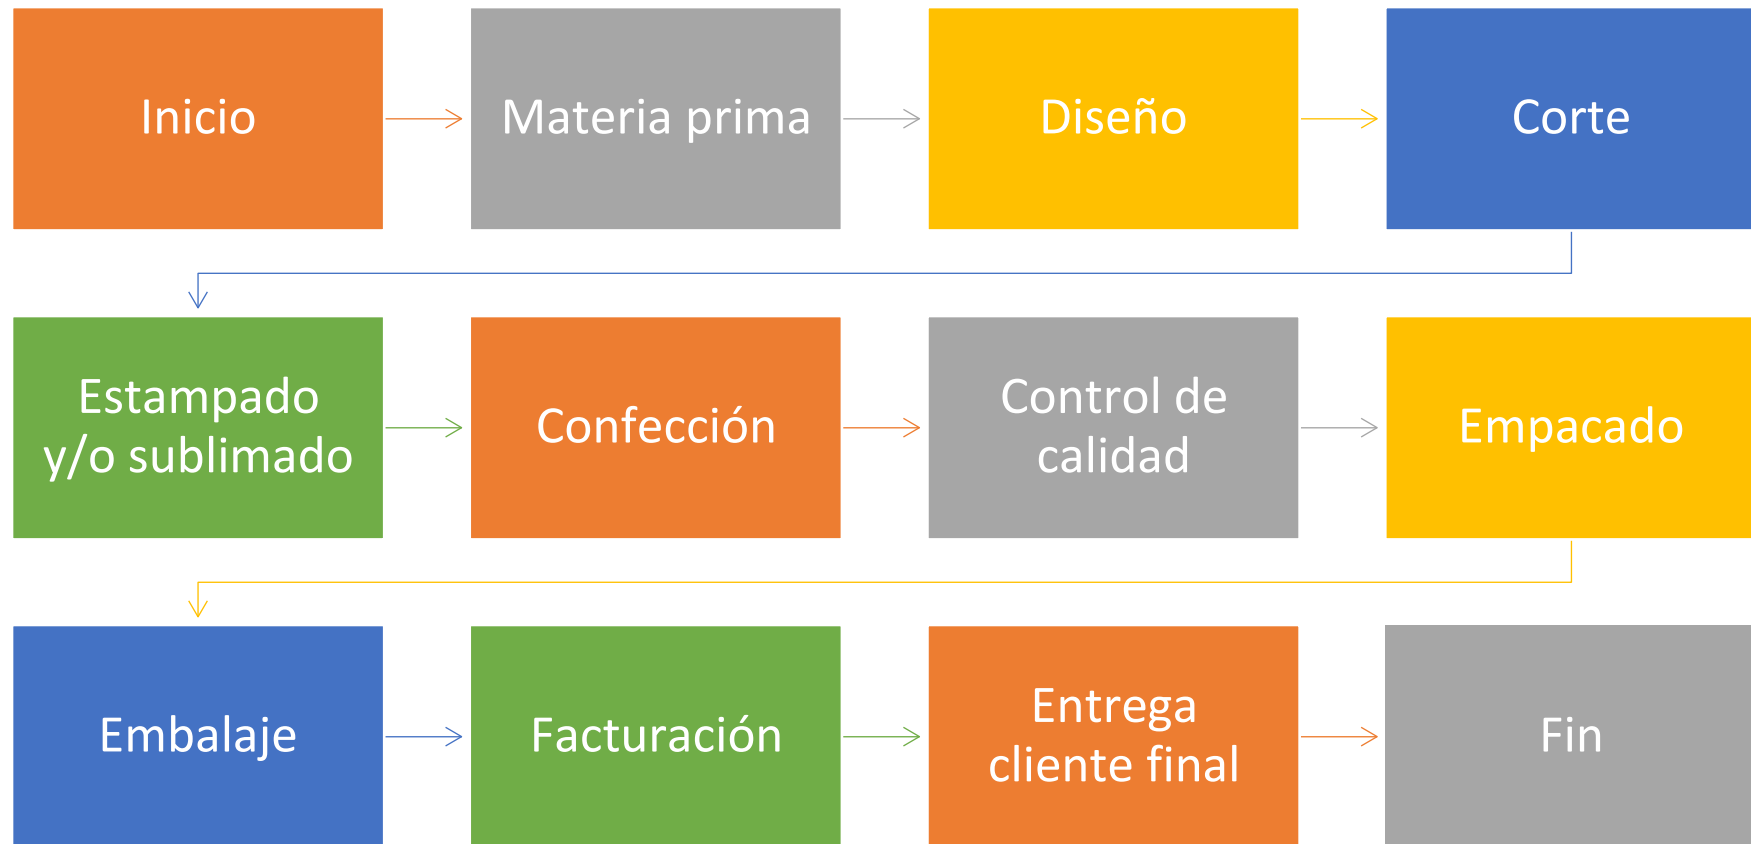 Inicio
Materia prima
Diseño
Corte
Estampado
y/o sublimado
Confección
Control de
calidad
Empacado
Embalaje
Facturación
Entrega
cliente final
Fin